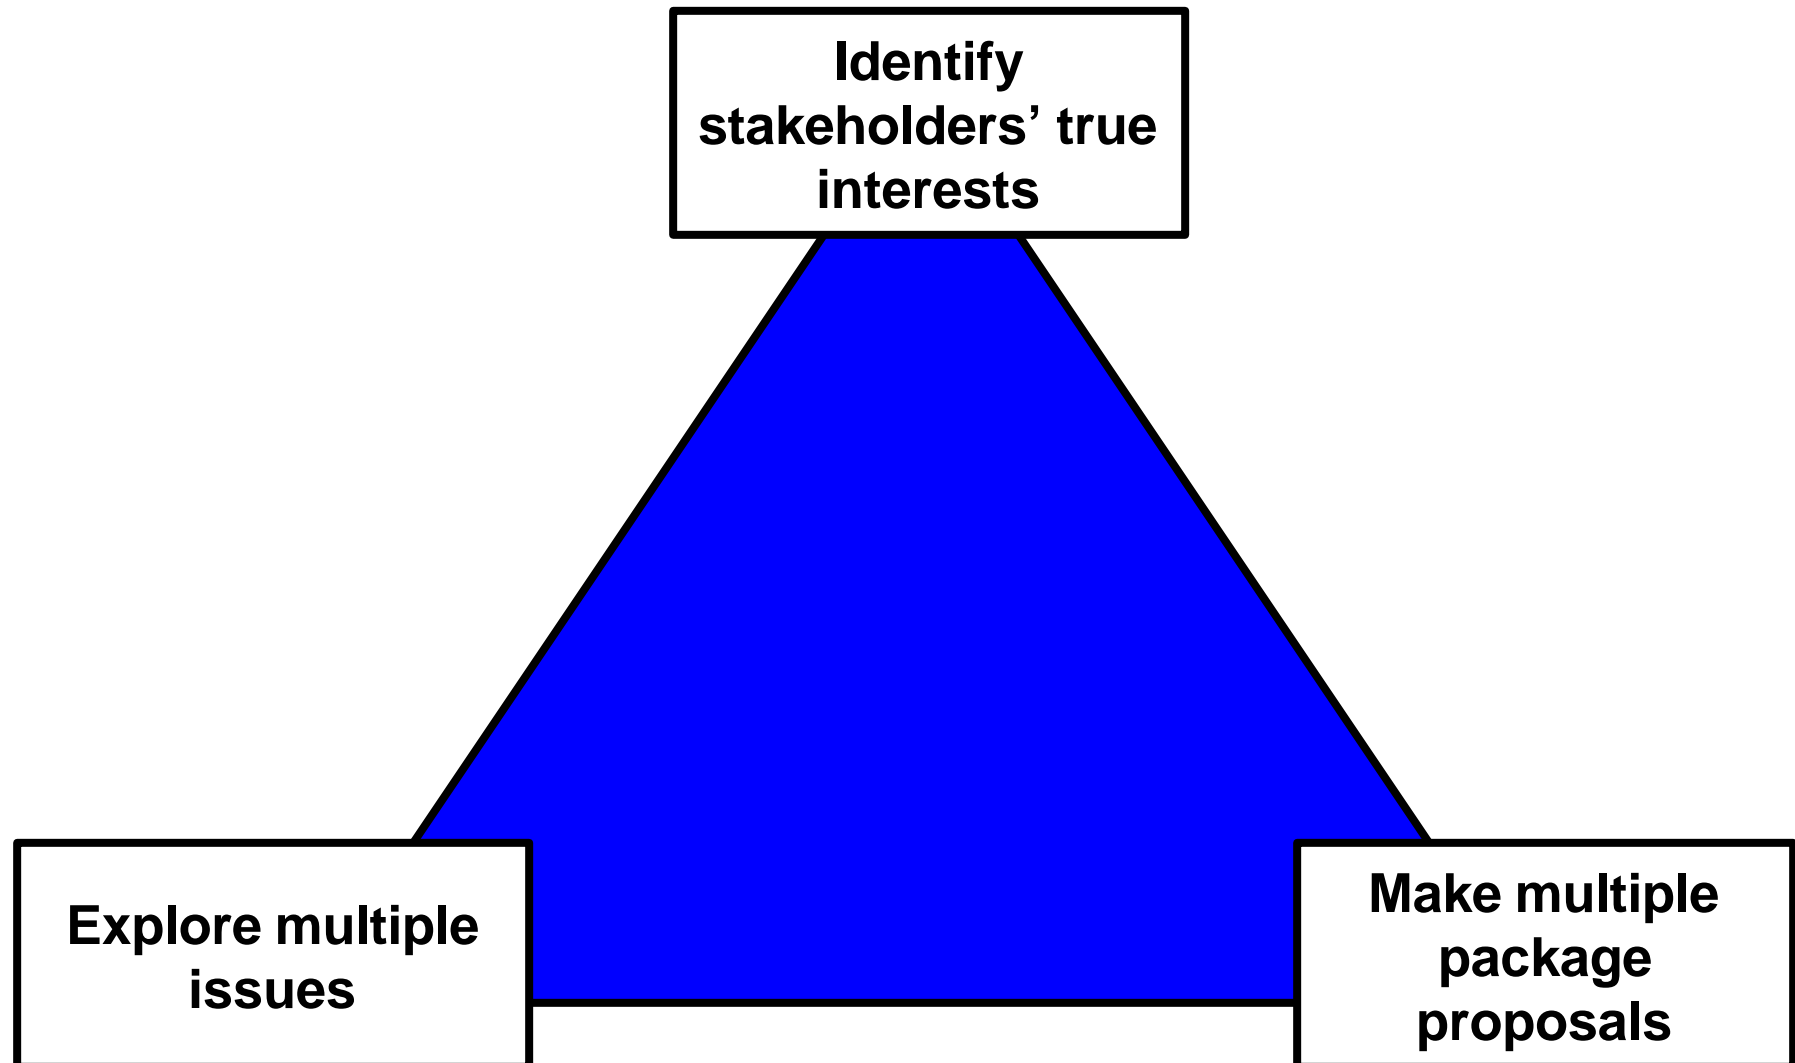 Identify
stakeholders’ true
interests
Explore multiple
issues
Make multiple
package
proposals